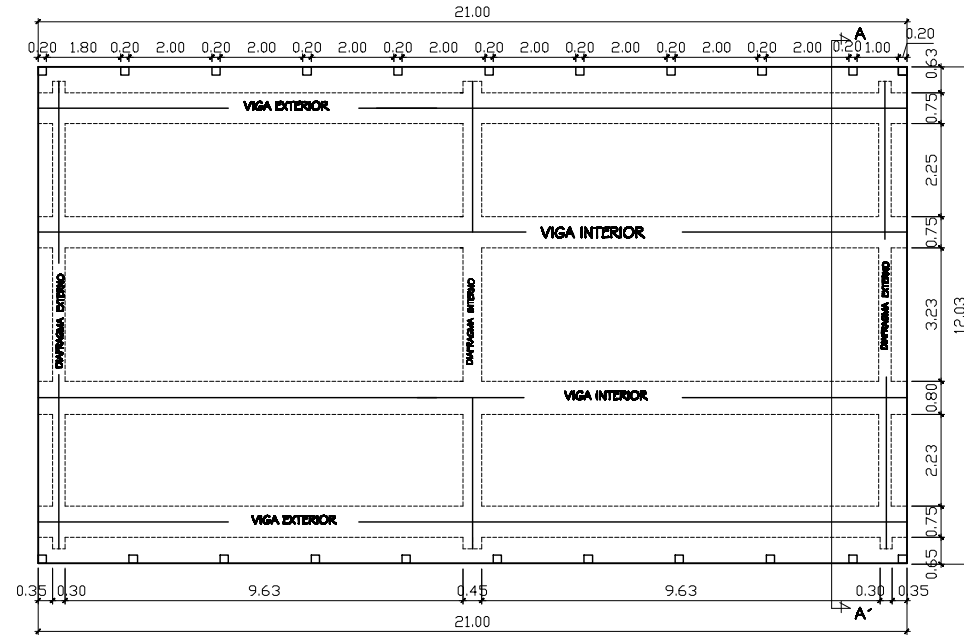 21.00
0.20 1.80 0.20 2.00 0.20 2.00 0.20 2.00 0.20 2.00 0.20 2.00 0.20 2.00 0.20 2.00 0.20 2.00 0.20 1.00 0.20
A
0.63
VIGA EXTERIOR
0.75
2.25
VIGA INTERIOR
0.75
DIAFRAGMA EXTERNO
DIAFRAGMA INTERNO
DIAFRAGMA EXTERNO
3.23
12.03
VIGA INTERIOR
0.80
2.23
VIGA EXTERIOR
0.75
0.65
0.35 0.30 9.63 0.45 9.63 0.30 0.35
A´
21.00